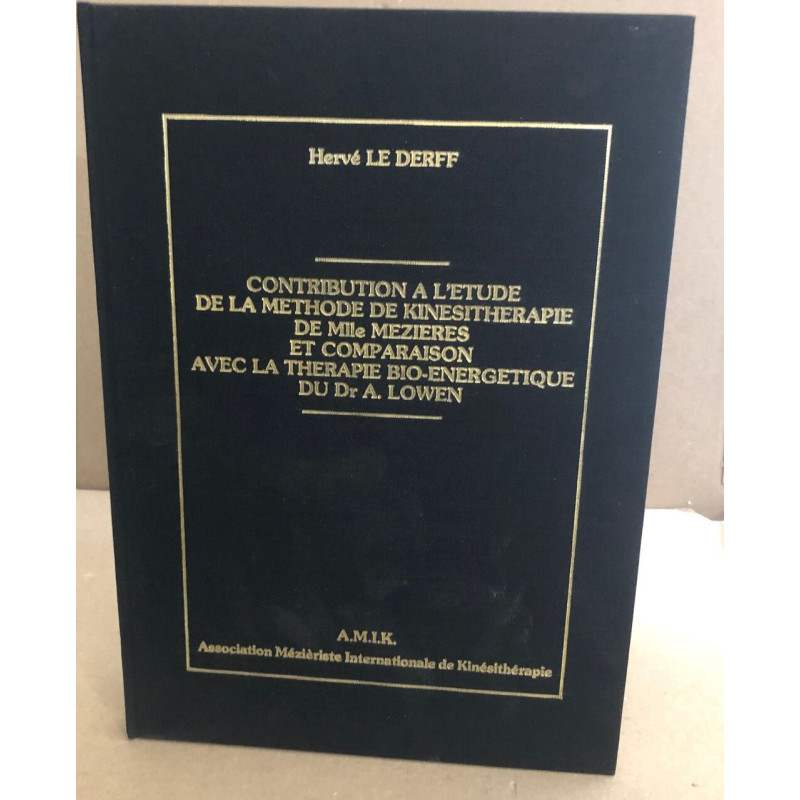 Hervé LE DERFF
CONTRIBUTION A L'ETUDE
DE LA METHODE DE KINESITHERAPIE
DE Mlle MEZIERES
ET COMPARAISON
AVEC LA THERAPIE BIO-ENERGETIQUE
DU Dr A. LOWEN
A.M.I.K.
Association Mézièriste Internationale de Kinésithérapie